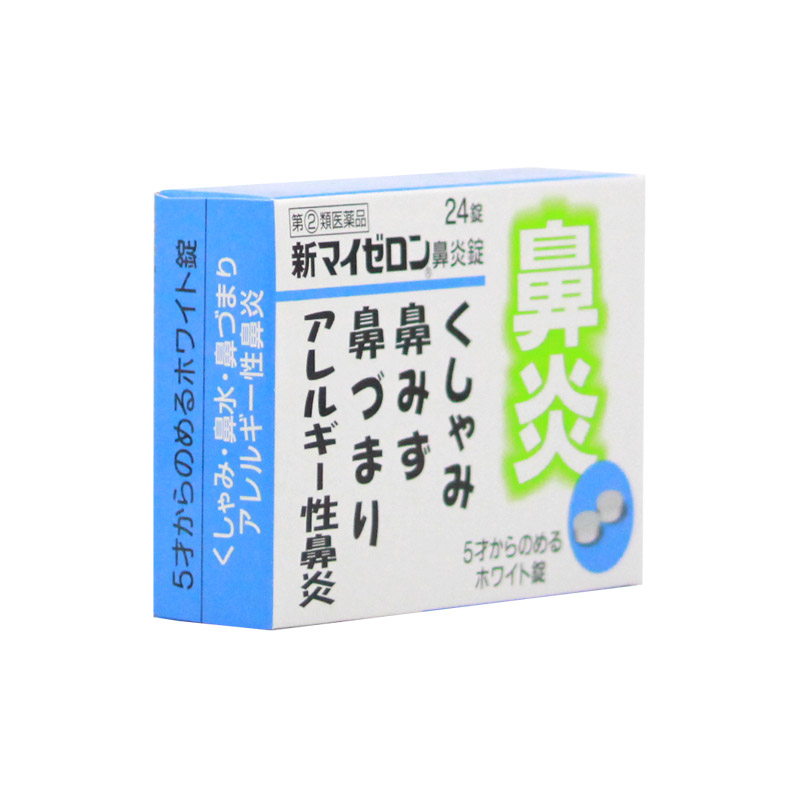 第②類医薬品
24錠
新マイゼロン®鼻炎錠
鼻炎
くしゃみ
鼻みず
鼻づまり
アレルギー性鼻炎
5才からのめる
ホワイト錠
くしゃみ・鼻水・鼻づまり
アレルギー性鼻炎
5才からのめるホワイト錠